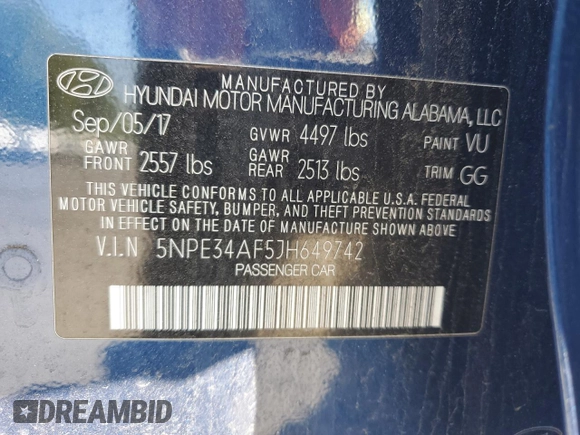 MANUFACTURED BY
HYUNDAI MOTOR MANUFACTURING ALABAMA, LLC
Sep/05/17 GVWR 4497 lbs PAINT VU
GAWR FRONT 2557 lbs GAWR REAR 2513 lbs TRIM GG
THIS VEHICLE CONFORMS TO ALL APPLICABLE U.S.A. FEDERAL
MOTOR VEHICLE SAFETY, BUMPER, AND THEFT PREVENTION STANDARDS
IN EFFECT ON THE DATE OF MANUFACTURE SHOWN ABOVE
V.I.N 5NPE34AF5JH649742
PASSENGER CAR
DREAMBID